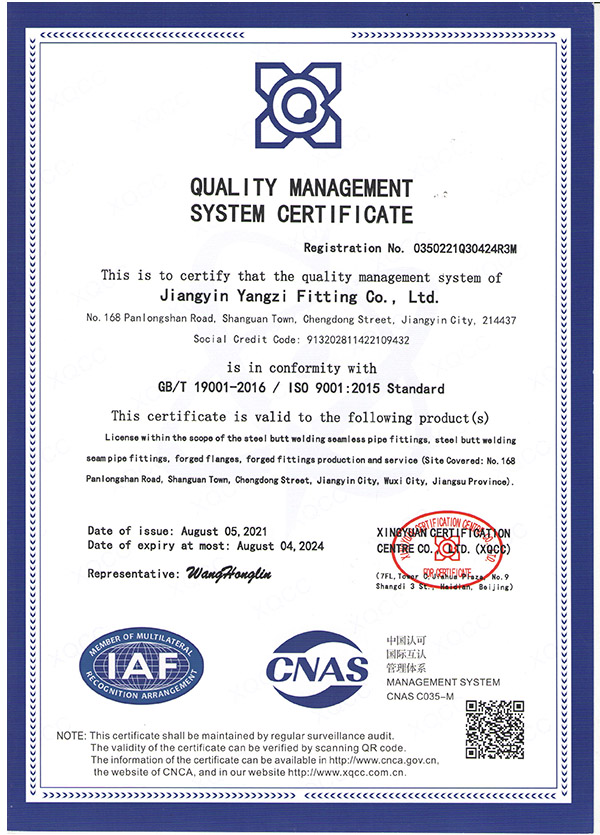 QUALITY MANAGEMENT
SYSTEM CERTIFICATE
Registration No. 0350221Q30424R3M
This is to certify that the quality management system of
Jiangyin Yangzi Fitting Co., Ltd.
No. 168 Panlongshan Road, Shanguan Town, Chengdong Street, Jiangyin City, 214437
Social Credit Code: 913202811422109432
is in conformity with
GB/T 19001-2016 / ISO 9001:2015 Standard
This certificate is valid to the following product(s)
License within the scope of the steel butt welding seamless pipe fittings, steel butt welding
seam pipe fittings, forged flanges, forged fittings production and service (Site Covered: No. 168
Panlongshan Road, Shanguan Town, Chengdong Street, Jiangyin City, Wuxi City, Jiangsu Province).
Date of issue: August 05, 2021
Date of expiry at most: August 04, 2024
Representative: WangHonglin
XINGYUAN CERTIFICATION
CENTRE CO., LTD. (XQCC)
FOR CERTIFICATE
(7FL, Tower Plaza, No. 9
Shangdi 3 St., Haidian, Beijing)
MEMBER OF MULTILATERAL
IAF
RECOGNITION ARRANGEMENT
CNAS
中国认可
国际互认
管理体系
MANAGEMENT SYSTEM
CNAS C035-M
NOTE: This certificate shall be maintained by regular surveillance audit.
The validity of the certificate can be verified by scanning QR code.
The information of the certificate can be available in http://www.cnca.gov.cn,
the website of CNCA, and in our website http://www.xqcc.com.cn.